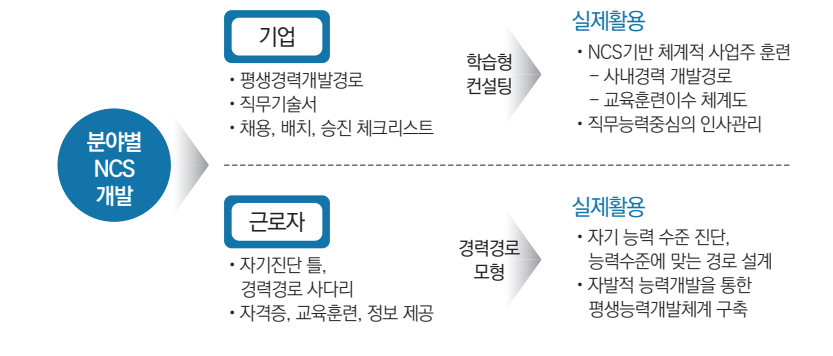 분야별
NCS
개발
기업
• 평생경력개발경로
• 직무기술서
• 채용, 배치, 승진 체크리스트
학습형
컨설팅
실제활용
• NCS기반 체계적 사업주 훈련
– 사내경력 개발경로
– 교육훈련이수 체계도
• 직무능력중심의 인사관리
근로자
• 자기진단 틀,
경력경로 사다리
• 자격증, 교육훈련, 정보 제공
경력경로
모형
실제활용
• 자기 능력 수준 진단,
능력수준에 맞는 경로 설계
• 자발적 능력개발을 통한
평생능력개발체계 구축